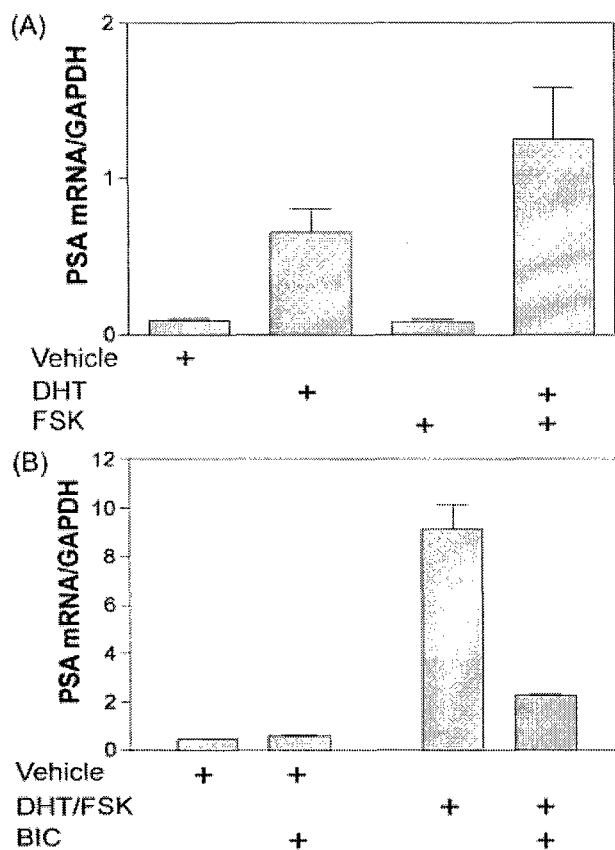 (A)
PSA mRNA/GAPDH
2
1
0
Vehicle +
DHT + +
FSK + +
(B)
PSA mRNA/GAPDH
12
10
8
6
4
2
0
Vehicle + +
DHT/FSK + +
BIC + +